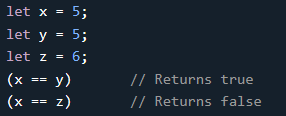 let x = 5;
let y = 5;
let z = 6;
(x == y)       // Returns true
(x == z)       // Returns false